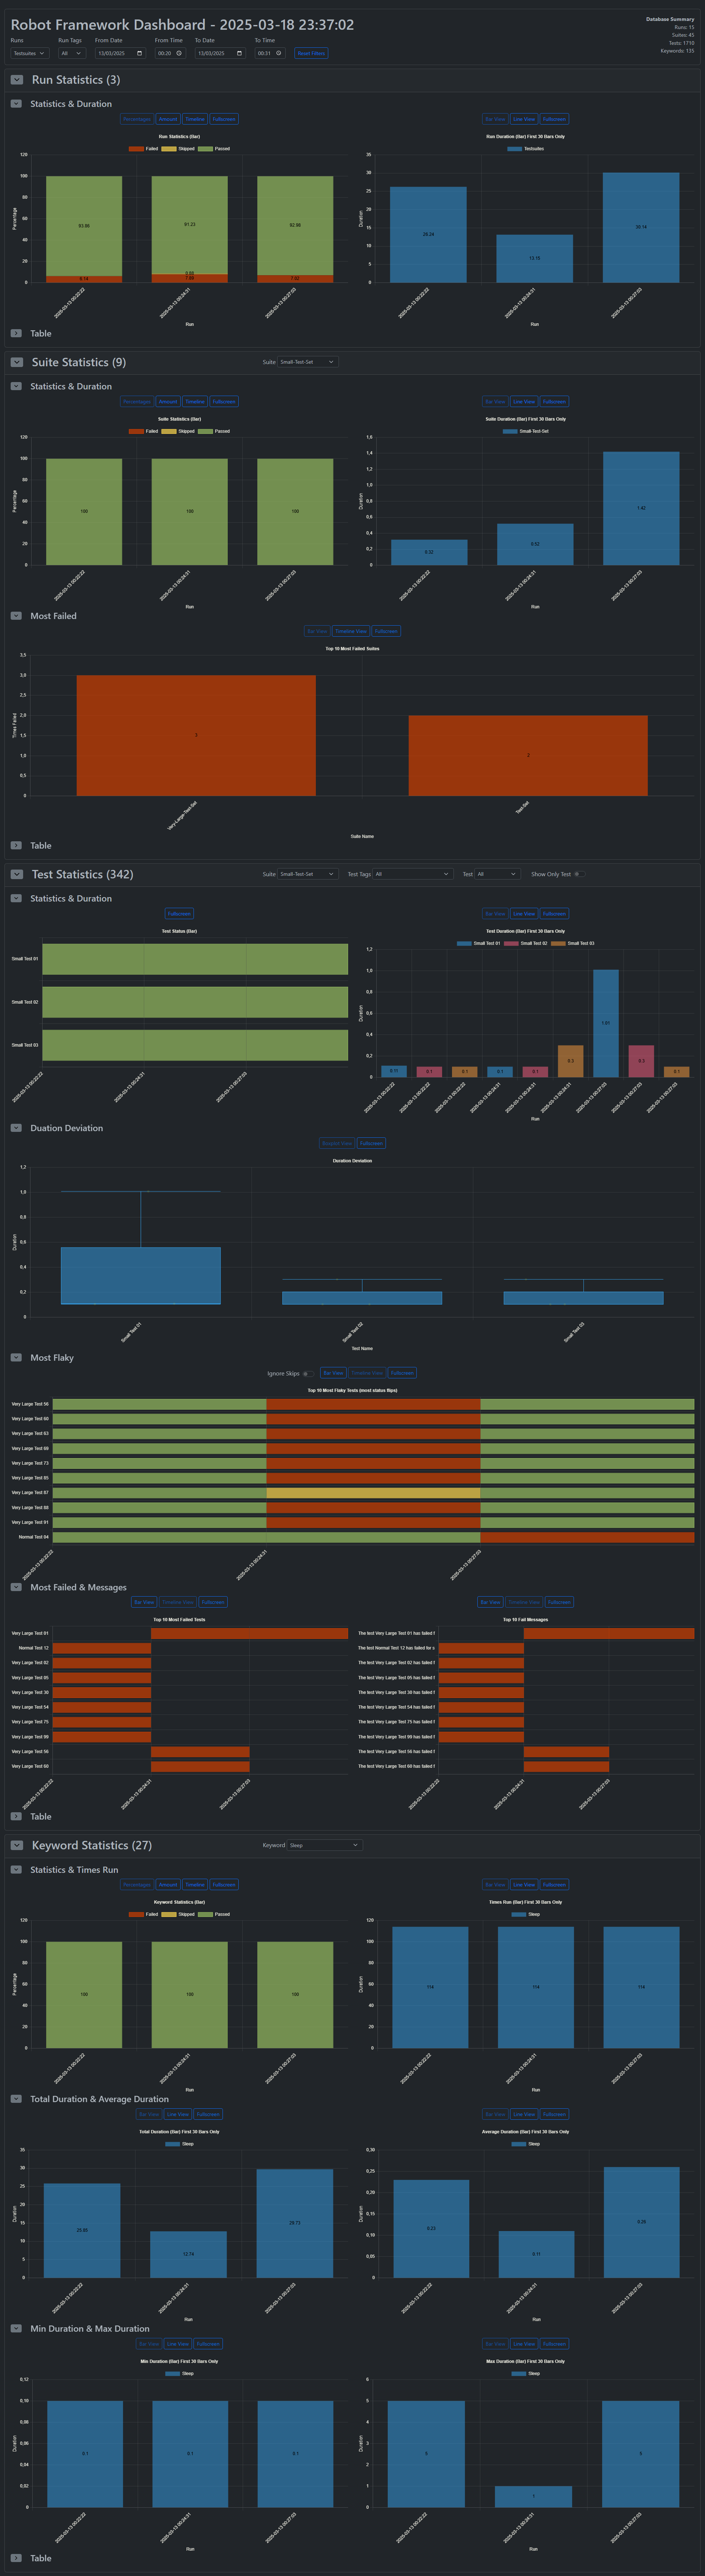 Robot Framework Dashboard - 2025-03-18 23:37:02
Database Summary
Runs: 15
Suites: 45
Tests: 1710
Keywords: 135
Runs Run Tags From Date From Time To Date To Time
Testsuites All 13/03/2025 00:20 13/03/2025 00:31 Reset Filters
Run Statistics (3)
Statistics & Duration
Percentages Amount Timeline Fullscreen
Bar View Line View Fullscreen
Run Statistics (Bar)
Failed Skipped Passed
Run Duration (Bar) First 30 Bars Only
Testsuites
Percentage
120
100
80
60
40
20
0
91.23
2025-03-13 00:22:22
2025-03-13 00:24:31
2025-03-13 00:27:03
Run
Duration
35
30
25
20
15
10
5
0
2025-03-13 00:22:22
2025-03-13 00:24:31
2025-03-13 00:27:03
Run
Table
Suite Statistics (9)
Suite Small-Test-Set
Statistics & Duration
Percentages Amount Timeline Fullscreen
Bar View Line View Fullscreen
Suite Statistics (Bar)
Failed Skipped Passed
Suite Duration (Bar) First 30 Bars Only
Small-Test-Set
Percentage
120
100
80
60
40
20
0
100
100
100
2025-03-13 00:22:22
2025-03-13 00:24:31
2025-03-13 00:27:03
Run
Duration
1,6
1,4
1,2
1,0
0,8
0,6
0,4
0,2
0
0.32
0.52
1.42
2025-03-13 00:22:22
2025-03-13 00:24:31
2025-03-13 00:27:03
Run
Most Failed
Bar View Timeline View Fullscreen
Top 10 Most Failed Suites
Times Failed
3,5
3,0
2,5
2,0
1,5
1,0
0,5
0
3
2
Very-Large-Test-Set
Test-Set
Suite Name
Table
Test Statistics (342)
Suite Small-Test-Set Test Tags All Test All Show Only Test
Statistics & Duration
Fullscreen
Bar View Line View Fullscreen
Test Status (Bar)
Small Test 01
Small Test 02
Small Test 03
2025-03-13 00:22:22
2025-03-13 00:24:31
2025-03-13 00:27:03
Test Duration (Bar) First 30 Bars Only
Small Test 01 Small Test 02 Small Test 03
Duration
1,2
1,0
0,8
0,6
0,4
0,2
0
0.11
0.1
0.1
0.1
0.1
0.3
1.01
0.3
0.1
2025-03-13 00:22:22
2025-03-13 00:22:22
2025-03-13 00:22:22
2025-03-13 00:24:31
2025-03-13 00:24:31
2025-03-13 00:24:31
2025-03-13 00:27:03
2025-03-13 00:27:03
2025-03-13 00:27:03
Run
Duation Deviation
Fullscreen
Duration Deviation
Duration
1,2
1,0
0,8
0,6
0,4
0,2
0
Small Test 01
Small Test 02
Small Test 03
Test Name
Most Flaky
Ignore Skips Bar View Timeline View Fullscreen
Top 10 Most Flaky Tests (most status flips)
Very Large Test 56
Very Large Test 60
Very Large Test 63
Very Large Test 69
Very Large Test 73
Very Large Test 85
Very Large Test 87
Very Large Test 88
Very Large Test 91
Normal Test 04
2025-03-13 00:22:22
2025-03-13 00:24:31
2025-03-13 00:27:03
Most Failed & Messages
Bar View Timeline View Fullscreen
Bar View Timeline View Fullscreen
Top 10 Most Failed Tests
Very Large Test 01
Normal Test 12
Very Large Test 02
Very Large Test 05
Very Large Test 30
Very Large Test 54
Very Large Test 75
Very Large Test 99
Very Large Test 56
Very Large Test 60
2025-03-13 00:22:22
2025-03-13 00:24:31
2025-03-13 00:27:03
Top 10 Fail Messages
The test Very Large Test 01 has failed f
The test Normal Test 12 has failed for s
The test Very Large Test 02 has failed f
The test Very Large Test 05 has failed f
The test Very Large Test 30 has failed f
The test Very Large Test 54 has failed f
The test Very Large Test 75 has failed f
The test Very Large Test 99 has failed f
The test Very Large Test 56 has failed f
The test Very Large Test 60 has failed f
2025-03-13 00:22:22
2025-03-13 00:24:31
2025-03-13 00:27:03
Table
Keyword Statistics (27)
Keyword Sleep
Statistics & Times Run
Percentages Amount Timeline Fullscreen
Bar View Line View Fullscreen
Keyword Statistics (Bar)
Failed Skipped Passed
Percentage
120
100
80
60
40
20
0
100
100
100
2025-03-13 00:22:22
2025-03-13 00:24:31
2025-03-13 00:27:03
Run
Times Run (Bar) First 30 Bars Only
Sleep
Duration
120
100
80
60
40
20
0
114
114
114
2025-03-13 00:22:22
2025-03-13 00:24:31
2025-03-13 00:27:03
Run
Total Duration & Average Duration
Bar View Line View Fullscreen
Bar View Line View Fullscreen
Total Duration (Bar) First 30 Bars Only
Sleep
Duration
35
30
25
20
15
10
5
0
29.73
2025-03-13 00:22:22
2025-03-13 00:24:31
2025-03-13 00:27:03
Run
Average Duration (Bar) First 30 Bars Only
Sleep
Duration
0,30
0,25
0,20
0,15
0,10
0,05
0
0.23
0.11
0.26
2025-03-13 00:22:22
2025-03-13 00:24:31
2025-03-13 00:27:03
Run
Min Duration & Max Duration
Bar View Line View Fullscreen
Bar View Line View Fullscreen
Min Duration (Bar) First 30 Bars Only
Sleep
Duration
0,12
0,10
0,08
0,06
0,04
0,02
0
0.1
0.1
0.1
2025-03-13 00:22:22
2025-03-13 00:24:31
2025-03-13 00:27:03
Run
Max Duration (Bar) First 30 Bars Only
Sleep
Duration
6
5
4
3
2
1
0
5
1
5
2025-03-13 00:22:22
2025-03-13 00:24:31
2025-03-13 00:27:03
Run
Table